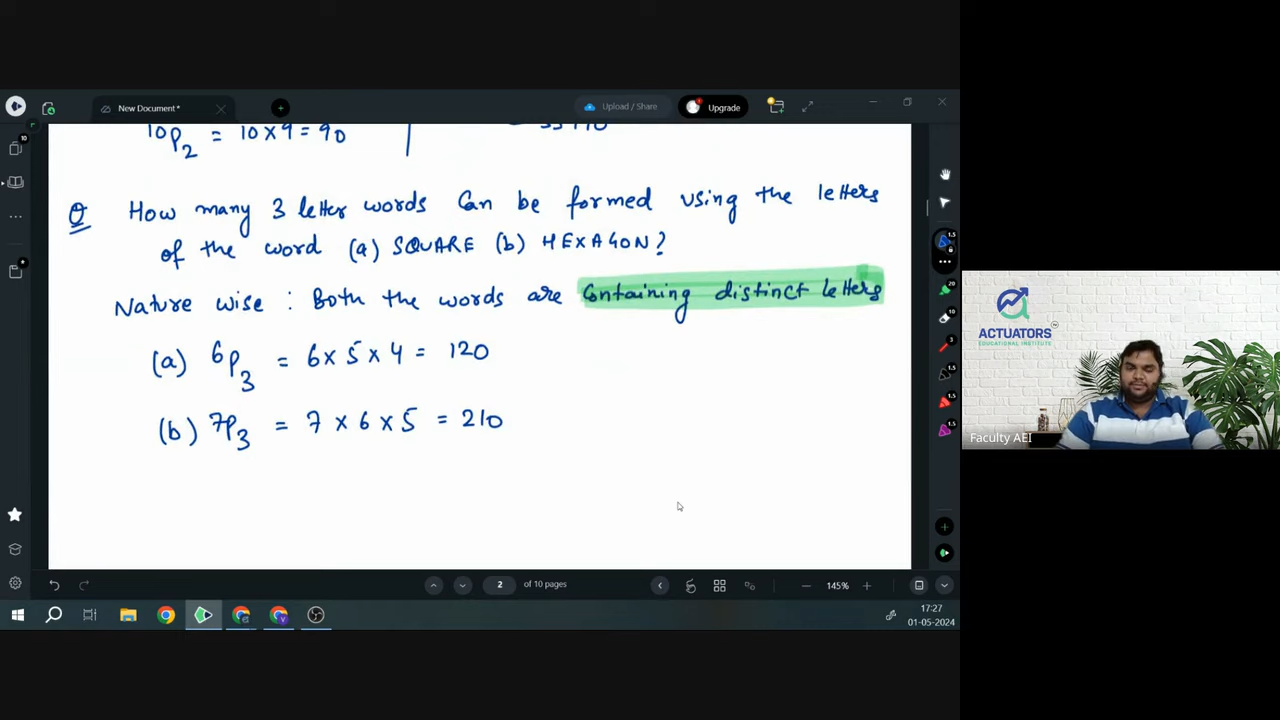 New Document*
Upload / Share
Upgrade
10P2 = 10 x 9 = 90
Q How many 3 letter words can be formed using the letters
of the word (a) SQUARE (b) HEXAGON?
Nature wise : Both the words are containing distinct letters
(a) 6P3 = 6 x 5 x 4 = 120
(b) 7P3 = 7 x 6 x 5 = 210
ACTUATORS
EDUCATIONAL INSTITUTE
Faculty AEI
2 of 10 pages
145%
17:27
01-05-2024